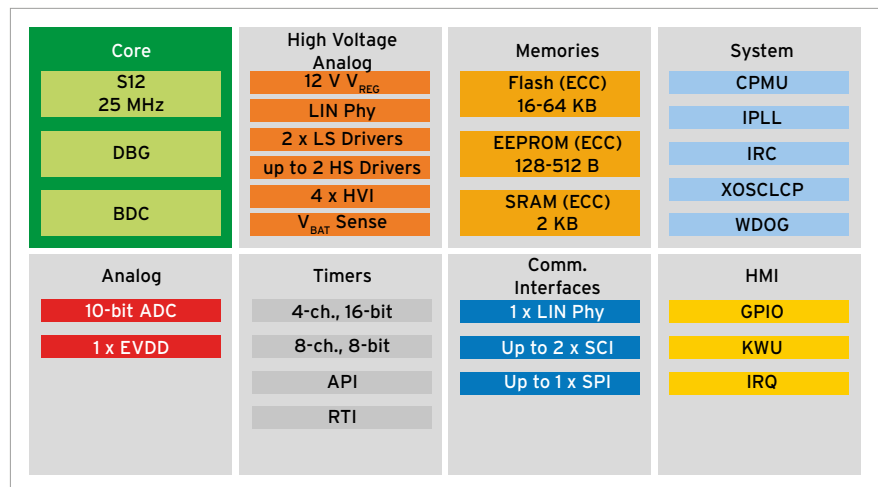 Core
S12
25 MHz
DBG
BDC
High Voltage
Analog
12 V VREG
LIN Phy
2 x LS Drivers
up to 2 HS Drivers
4 x HVI
VBAT Sense
Memories
Flash (ECC)
16-64 KB
EEPROM (ECC)
128-512 B
SRAM (ECC)
2 KB
System
CPMU
IPLL
IRC
XOSCLCP
WDOG
Analog
10-bit ADC
1 x EVDD
Timers
4-ch., 16-bit
8-ch., 8-bit
API
RTI
Comm.
Interfaces
1 x LIN Phy
Up to 2 x SCI
Up to 1 x SPI
HMI
GPIO
KWU
IRQ